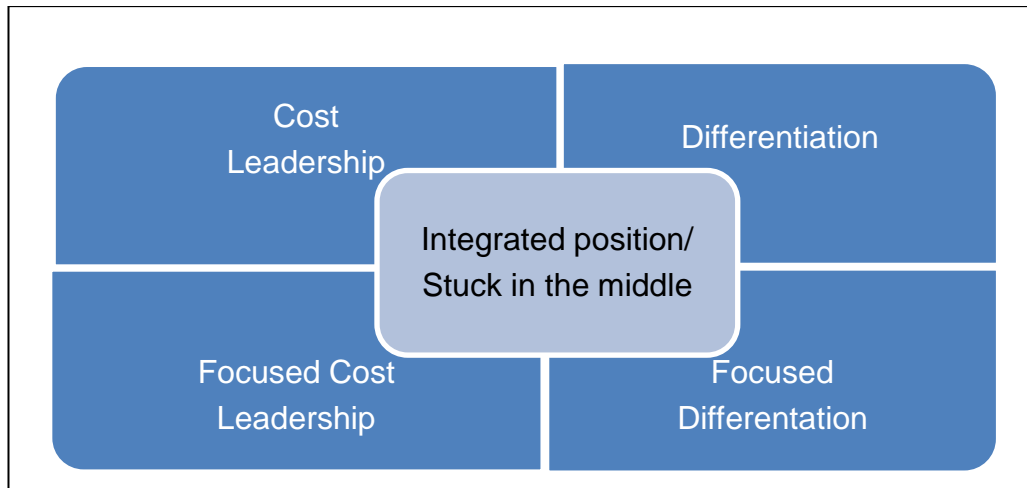 Cost
Leadership
Differentiation
Integrated position/
Stuck in the middle
Focused Cost
Leadership
Focused
Differentation